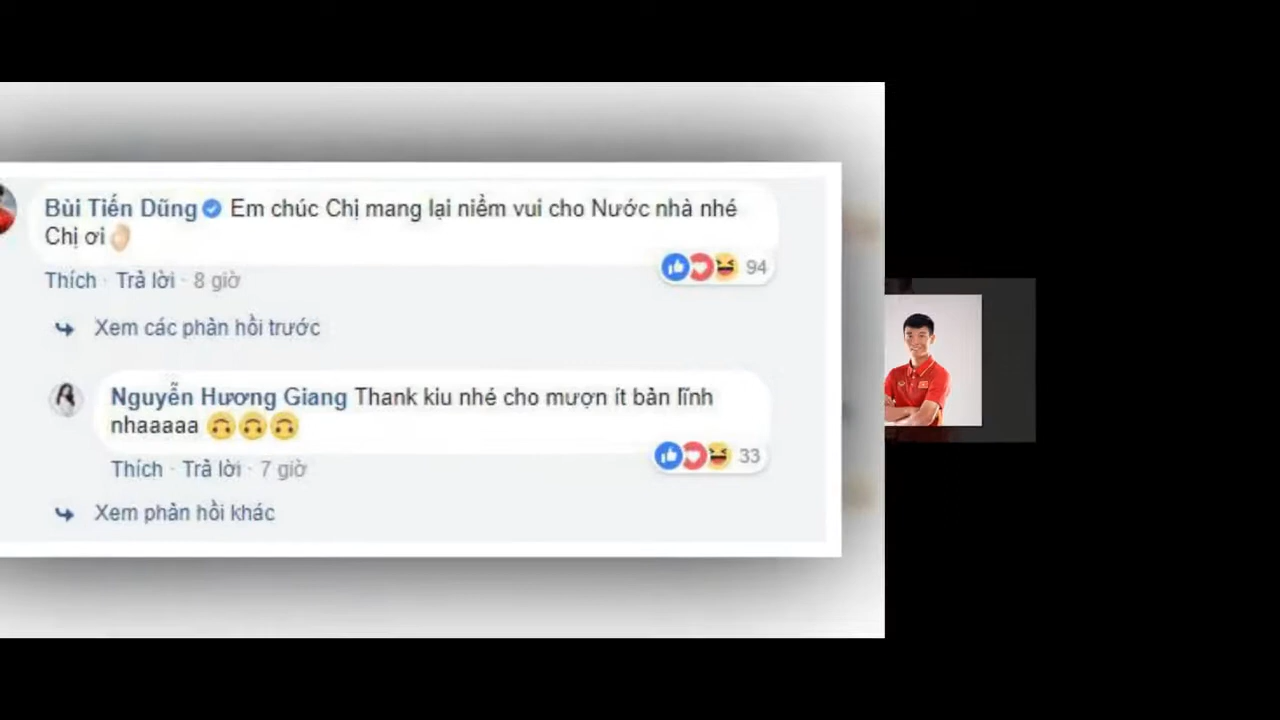 Bùi Tiến Dũng Em chúc Chị mang lại niềm vui cho Nước nhà nhé
Chị ơi👌🏻
94
Thích · Trả lời · 8 giờ
Xem các phản hồi trước
Nguyễn Hương Giang Thank kiu nhé cho mượn ít bản lĩnh
nhaaaaa 🙃🙃🙃
33
Thích · Trả lời · 7 giờ
Xem phản hồi khác